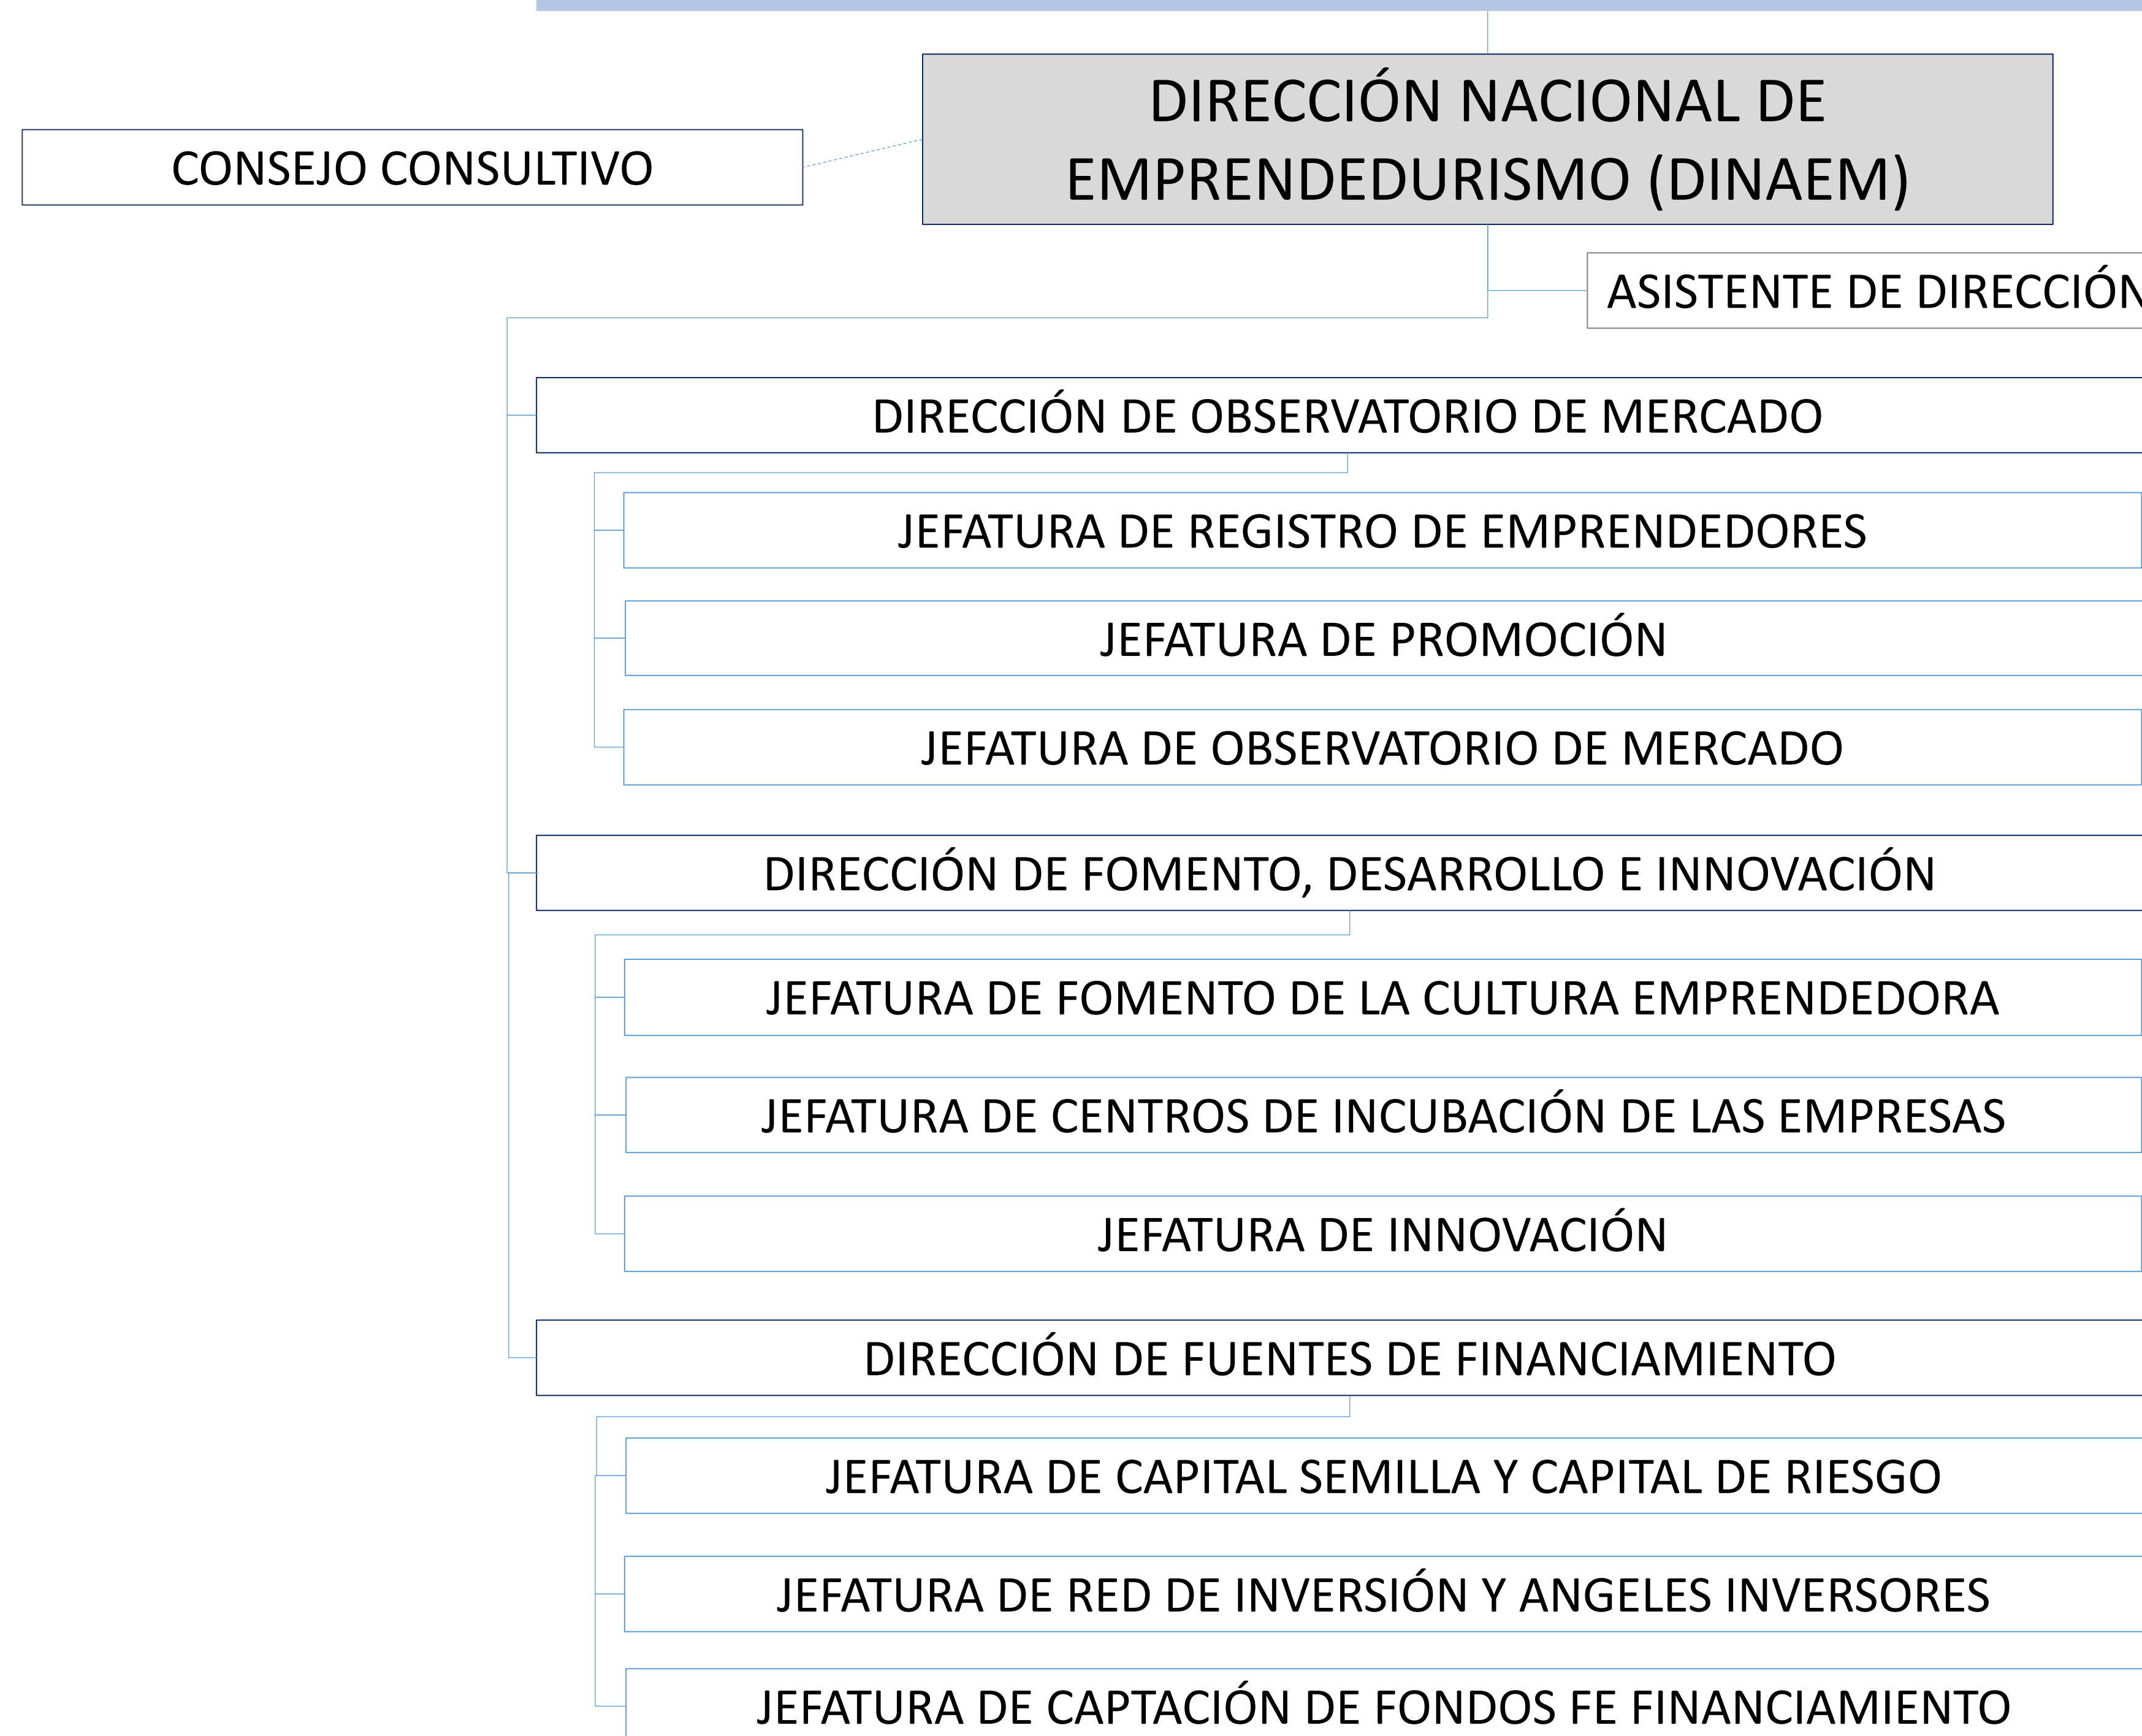 DIRECCIÓN NACIONAL DE
EMPRENDEDURISMO (DINAEM)
CONSEJO CONSULTIVO
ASISTENTE DE DIRECCIÓN
DIRECCIÓN DE OBSERVATORIO DE MERCADO
JEFATURA DE REGISTRO DE EMPRENDEDORES
JEFATURA DE PROMOCIÓN
JEFATURA DE OBSERVATORIO DE MERCADO
DIRECCIÓN DE FOMENTO, DESARROLLO E INNOVACIÓN
JEFATURA DE FOMENTO DE LA CULTURA EMPRENDEDORA
JEFATURA DE CENTROS DE INCUBACIÓN DE LAS EMPRESAS
JEFATURA DE INNOVACIÓN
DIRECCIÓN DE FUENTES DE FINANCIAMIENTO
JEFATURA DE CAPITAL SEMILLA Y CAPITAL DE RIESGO
JEFATURA DE RED DE INVERSIÓN Y ANGELES INVERSORES
JEFATURA DE CAPTACIÓN DE FONDOS FE FINANCIAMIENTO